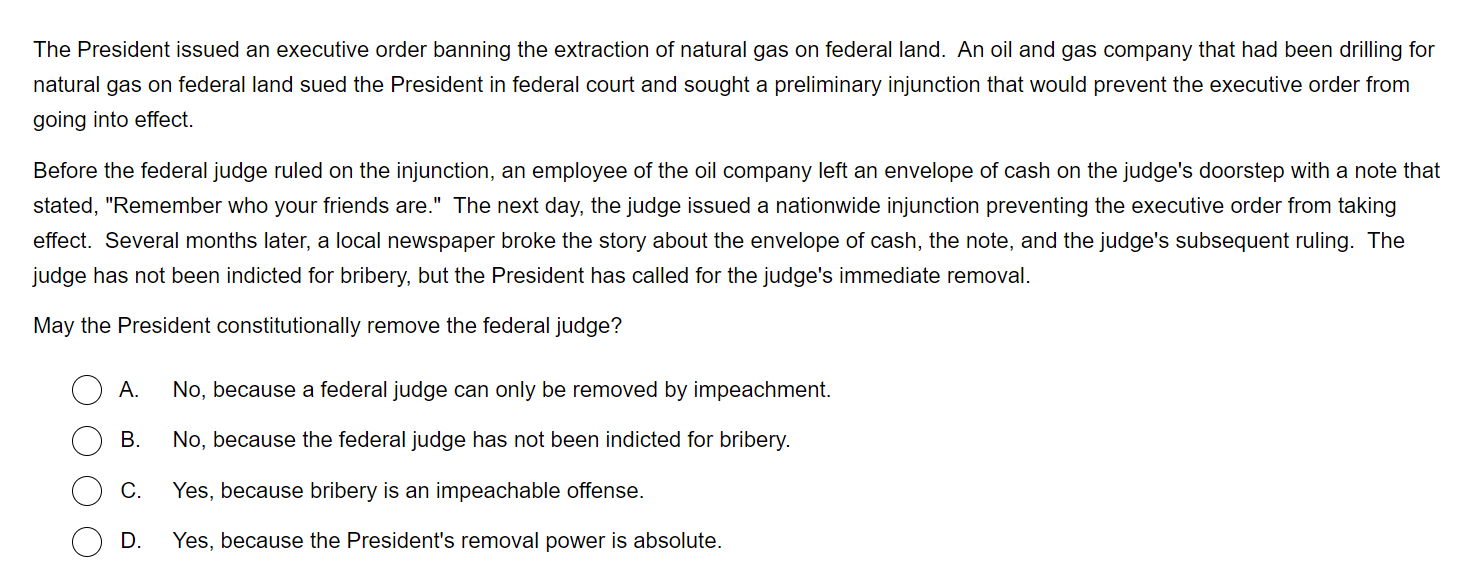 The President issued an executive order banning the extraction of natural gas on federal land.  An oil and gas company that had been drilling for
natural gas on federal land sued the President in federal court and sought a preliminary injunction that would prevent the executive order from
going into effect.
Before the federal judge ruled on the injunction, an employee of the oil company left an envelope of cash on the judge's doorstep with a note that
stated, "Remember who your friends are."  The next day, the judge issued a nationwide injunction preventing the executive order from taking
effect.  Several months later, a local newspaper broke the story about the envelope of cash, the note, and the judge's subsequent ruling.  The
judge has not been indicted for bribery, but the President has called for the judge's immediate removal.
May the President constitutionally remove the federal judge?
A. No, because a federal judge can only be removed by impeachment.
B. No, because the federal judge has not been indicted for bribery.
C. Yes, because bribery is an impeachable offense.
D. Yes, because the President's removal power is absolute.